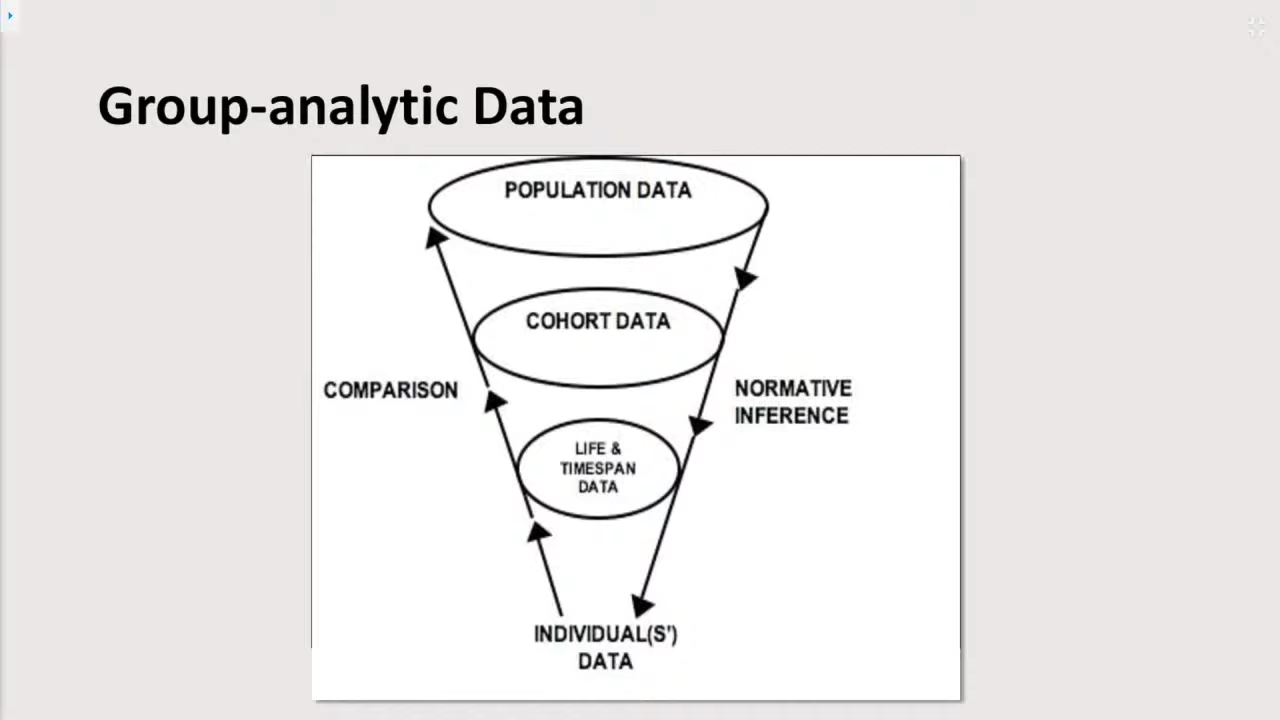 Group-analytic Data
POPULATION DATA
COHORT DATA
COMPARISON
NORMATIVE
INFERENCE
LIFE &
TIMESPAN
DATA
INDIVIDUAL(S')
DATA